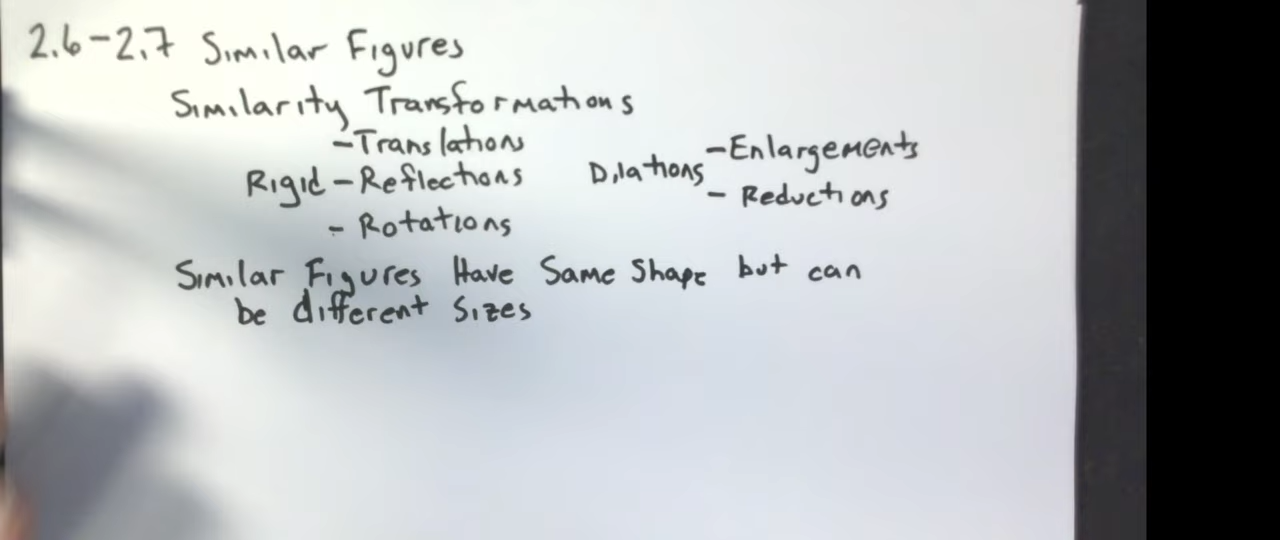 2.6-2.7 Similar Figures
Similarity Transformations
- Translations
Rigid - Reflections
- Rotations
Dilations - Enlargements
- Reductions
Similar Figures Have Same Shape but can
be different sizes